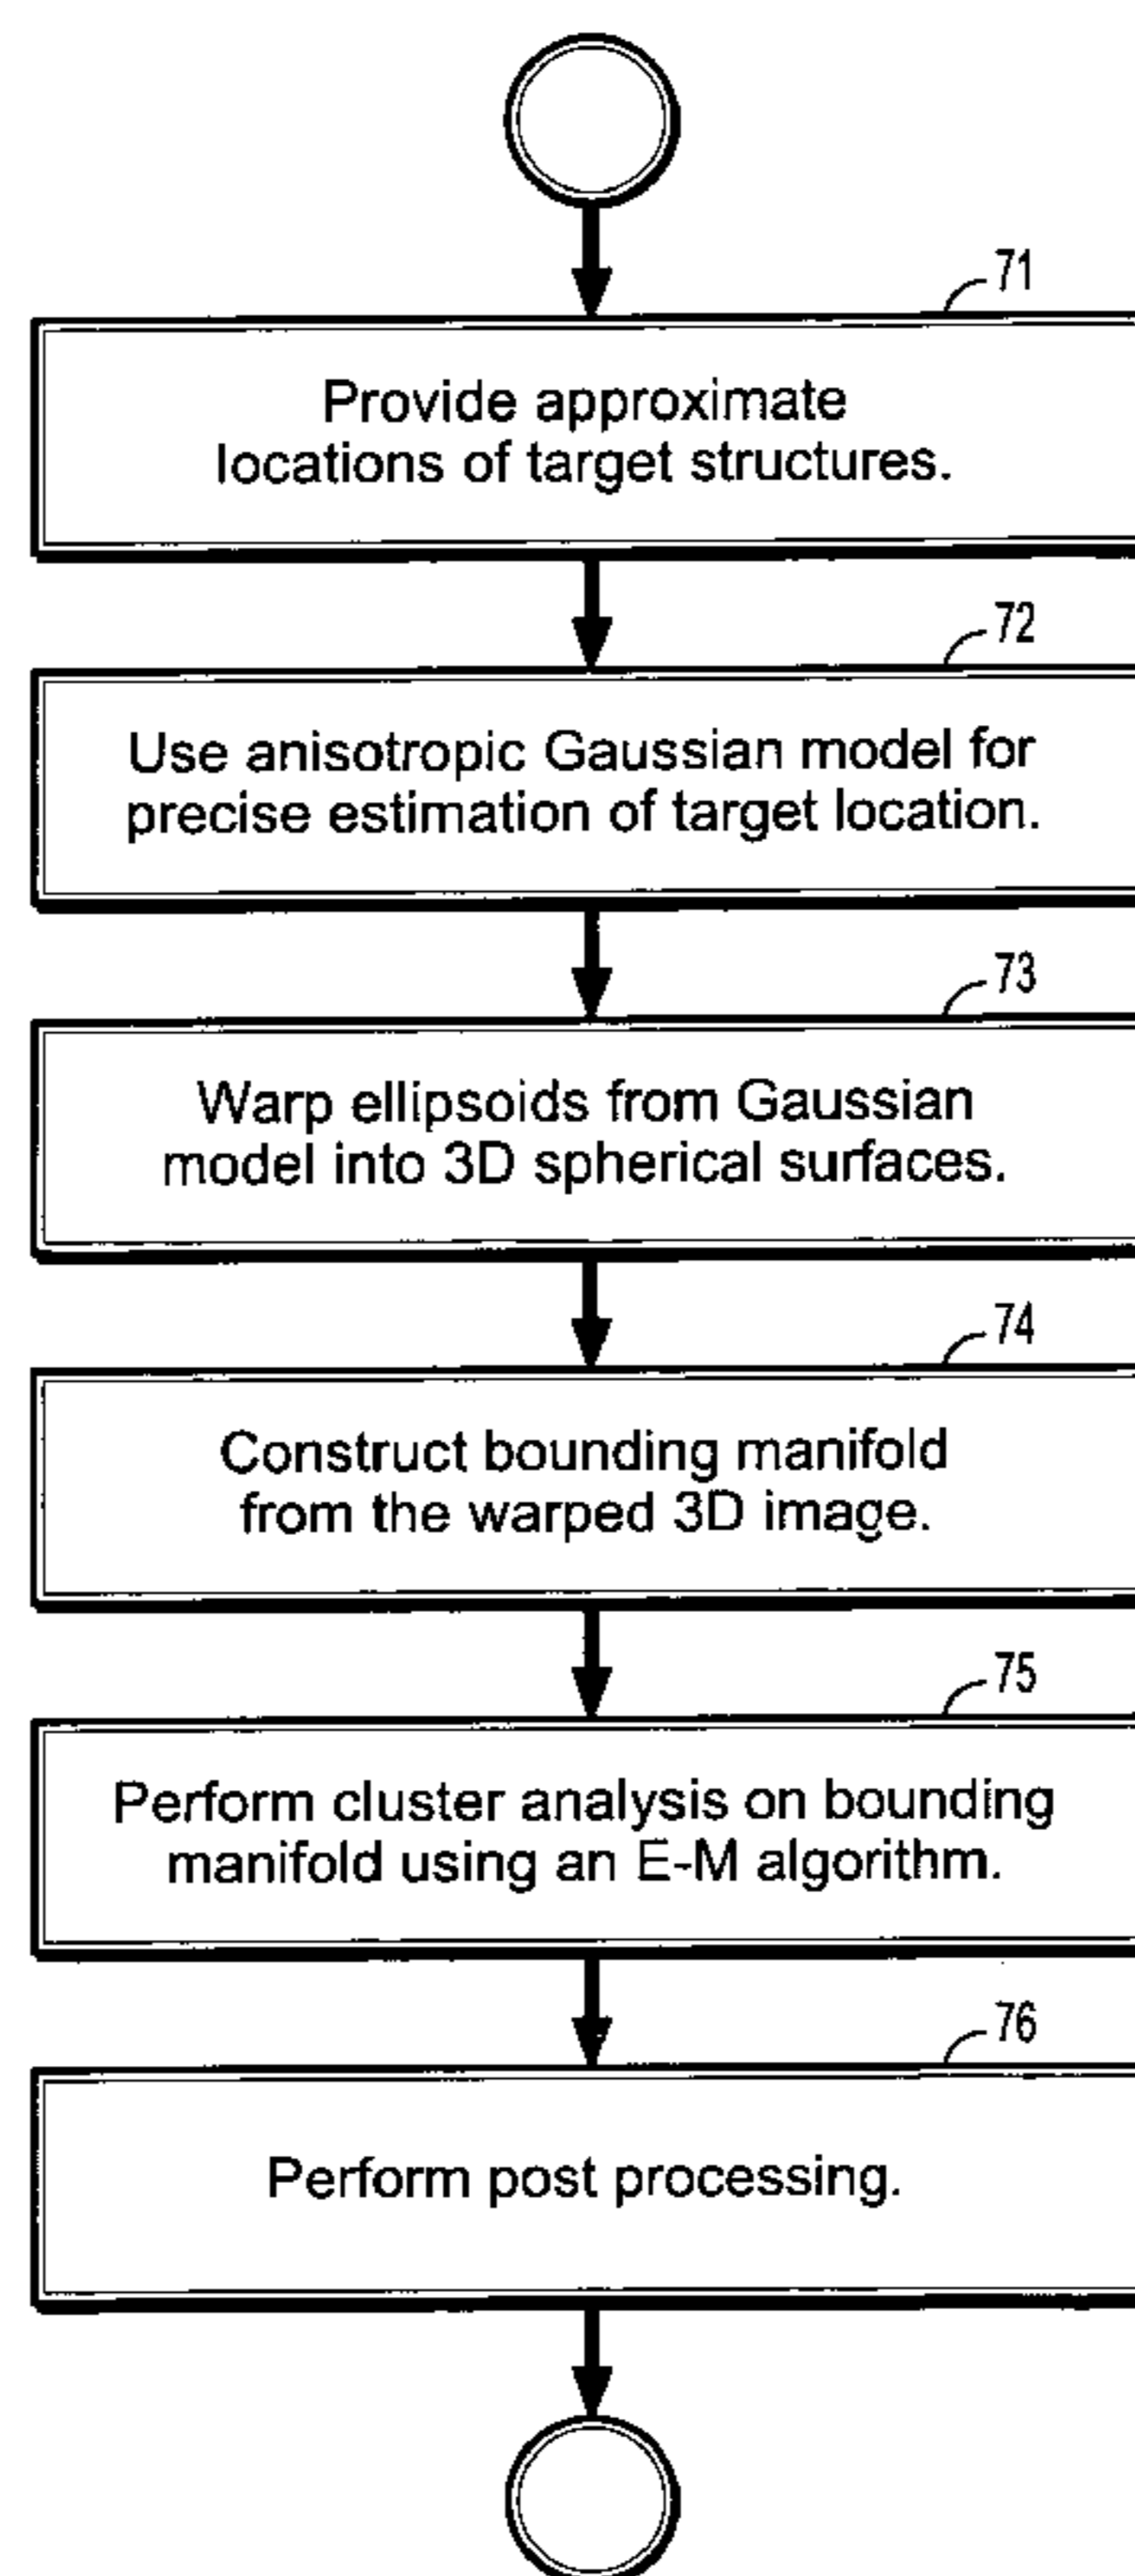 71
Provide approximate
locations of target structures.
72
Use anisotropic Gaussian model for
precise estimation of target location.
73
Warp ellipsoids from Gaussian
model into 3D spherical surfaces.
74
Construct bounding manifold
from the warped 3D image.
75
Perform cluster analysis on bounding
manifold using an E-M algorithm.
76
Perform post processing.